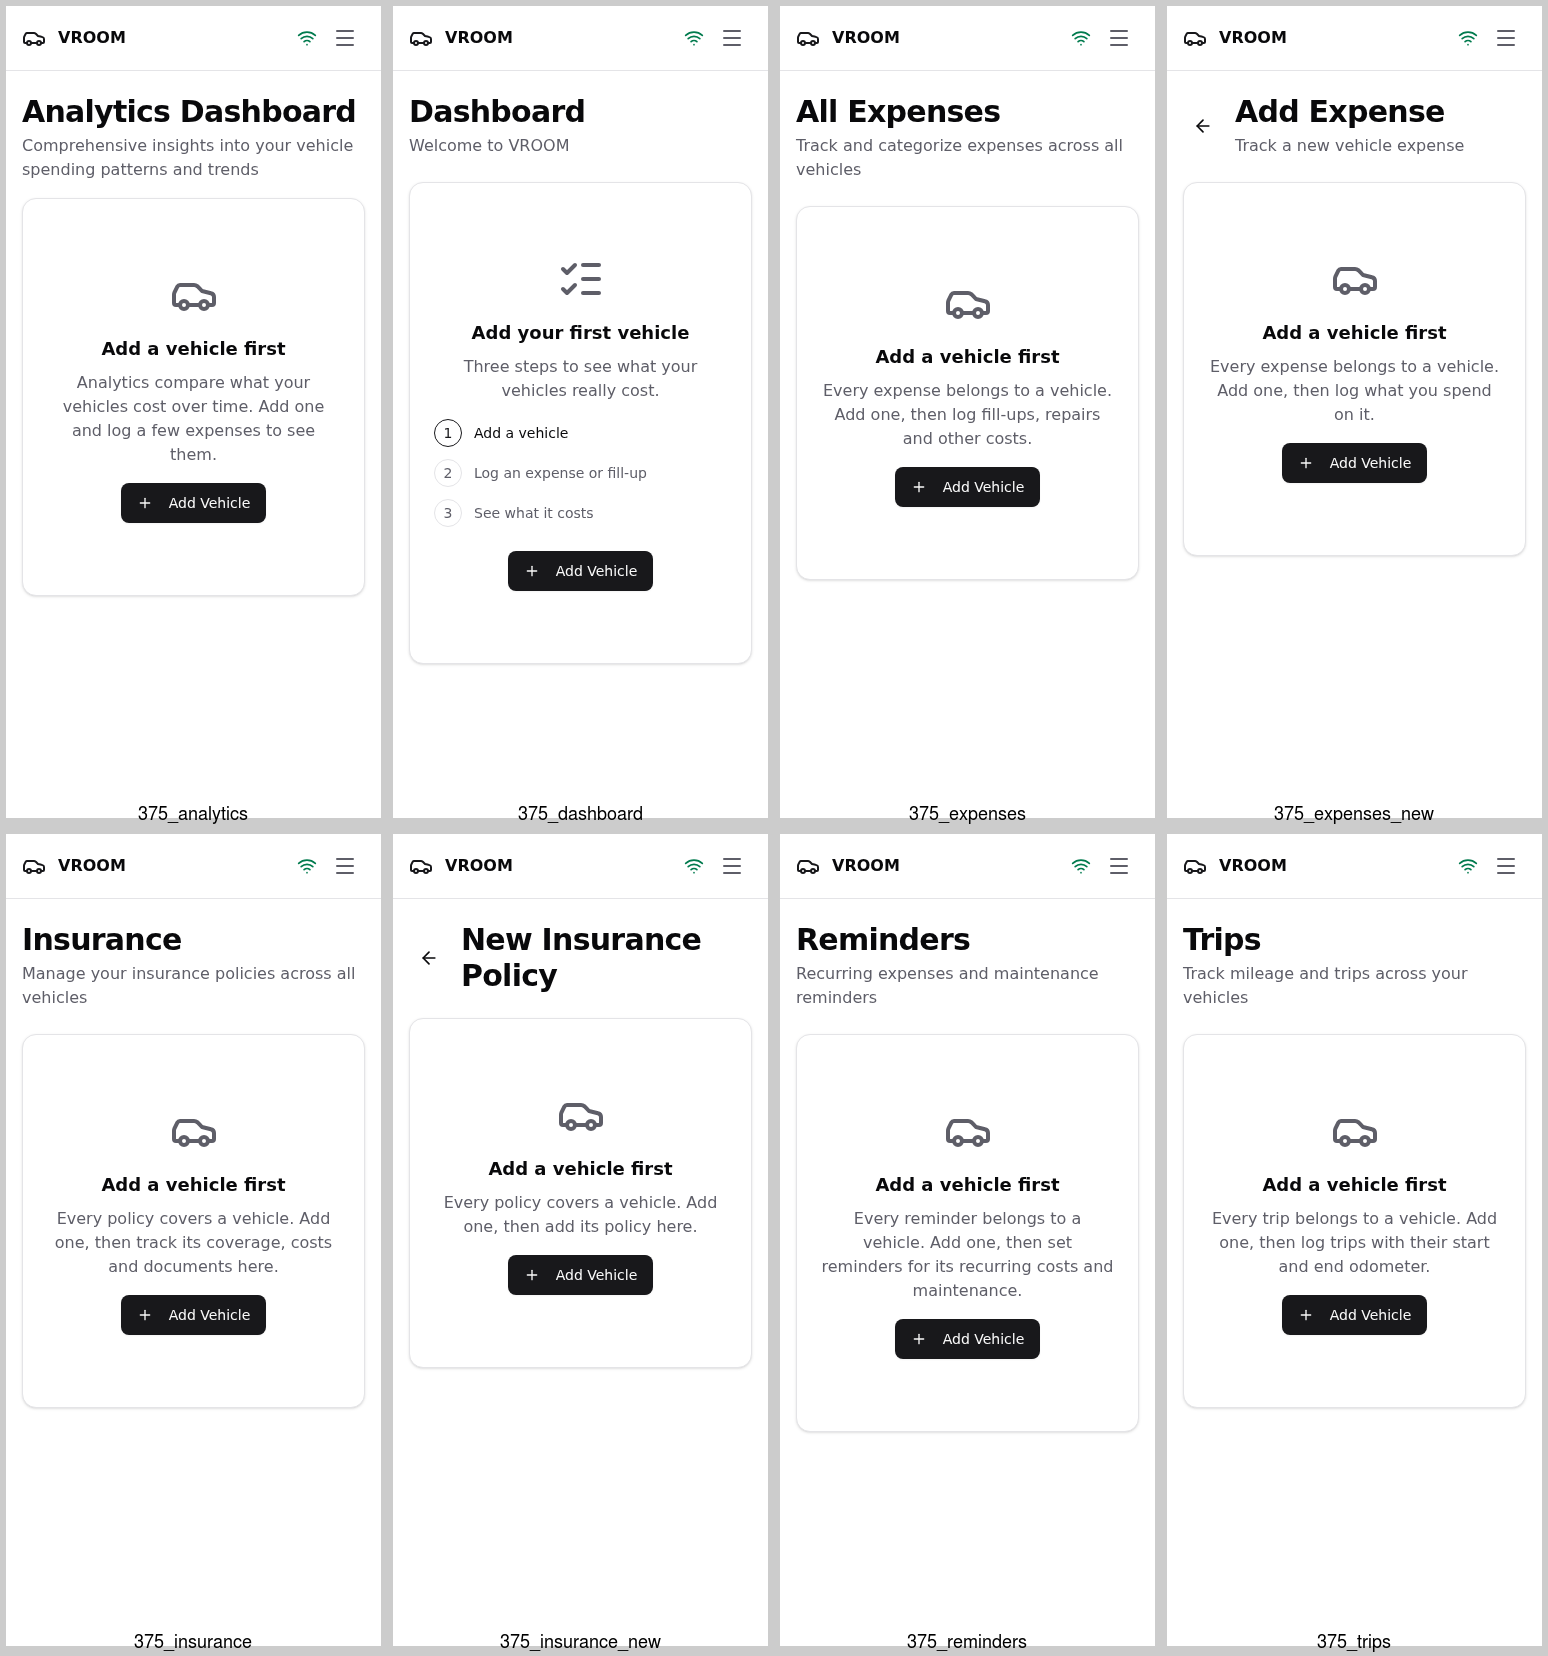 VROOM
Analytics Dashboard
Comprehensive insights into your vehicle
spending patterns and trends
Add a vehicle first
Analytics compare what your
vehicles cost over time. Add one
and log a few expenses to see
them.
Add Vehicle
375_analytics
VROOM
Dashboard
Welcome to VROOM
Add your first vehicle
Three steps to see what your
vehicles really cost.
1 Add a vehicle
2 Log an expense or fill-up
3 See what it costs
Add Vehicle
375_dashboard
VROOM
All Expenses
Track and categorize expenses across all
vehicles
Add a vehicle first
Every expense belongs to a vehicle.
Add one, then log fill-ups, repairs
and other costs.
Add Vehicle
375_expenses
VROOM
Add Expense
Track a new vehicle expense
Add a vehicle first
Every expense belongs to a vehicle.
Add one, then log what you spend
on it.
Add Vehicle
375_expenses_new
VROOM
Insurance
Manage your insurance policies across all
vehicles
Add a vehicle first
Every policy covers a vehicle. Add
one, then track its coverage, costs
and documents here.
Add Vehicle
375_insurance
VROOM
New Insurance
Policy
Add a vehicle first
Every policy covers a vehicle. Add
one, then add its policy here.
Add Vehicle
375_insurance_new
VROOM
Reminders
Recurring expenses and maintenance
reminders
Add a vehicle first
Every reminder belongs to a
vehicle. Add one, then set
reminders for its recurring costs and
maintenance.
Add Vehicle
375_reminders
VROOM
Trips
Track mileage and trips across your
vehicles
Add a vehicle first
Every trip belongs to a vehicle. Add
one, then log trips with their start
and end odometer.
Add Vehicle
375_trips